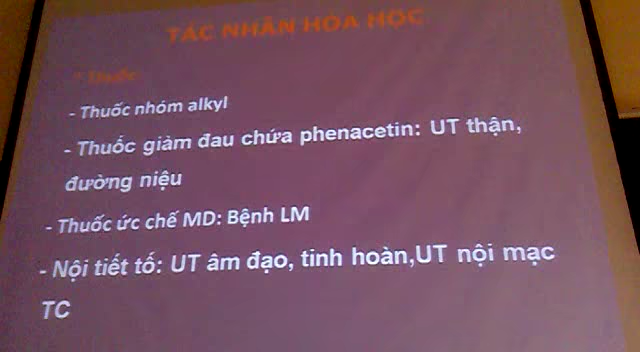 TÁC NHÂN HÓA HỌC
* Thuốc:
- Thuốc nhóm alkyl
- Thuốc giảm đau chứa phenacetin: UT thận,
đường niệu
- Thuốc ức chế MD: Bệnh LM
- Nội tiết tố: UT âm đạo, tinh hoàn,UT nội mạc
TC